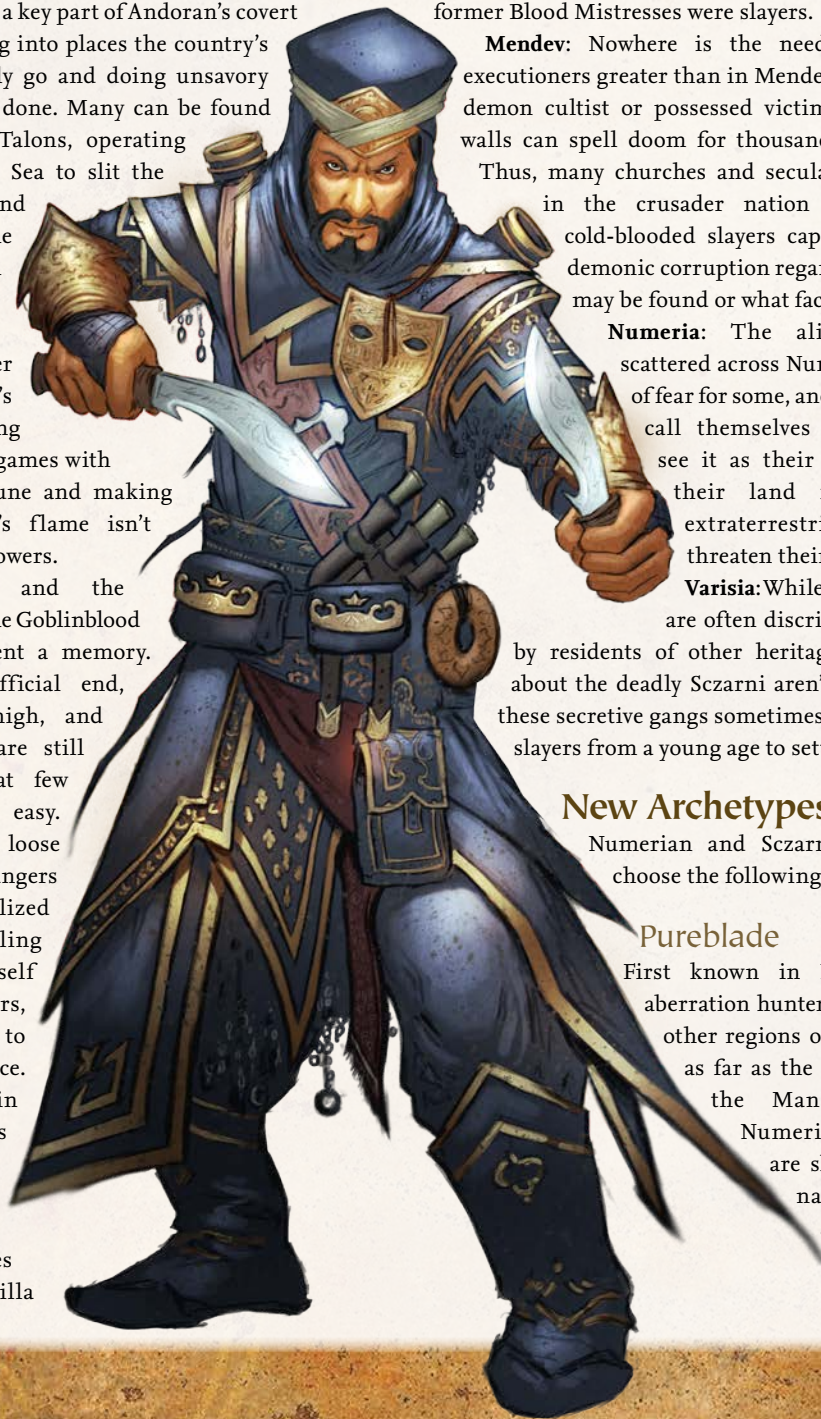 a key part of Andoran's covert
g into places the country's
ly go and doing unsavory
done. Many can be found
Talons, operating
Sea to slit the
nd
e
er
's
ng
games with
une and making
's flame isn't
owers.
and the
e Goblinblood
ent a memory.
fficial end,
high, and
are still
at few
easy.
loose
ngers
lized
ling
self
rs,
to
ce.
in
s
es
illa
former Blood Mistresses were slayers.
Mendev: Nowhere is the need
executioners greater than in Mende
demon cultist or possessed victim
walls can spell doom for thousand
Thus, many churches and secula
in the crusader nation
cold-blooded slayers cap
demonic corruption regar
may be found or what fac
Numeria: The ali
scattered across Nur
of fear for some, and
call themselves
see it as their
their land
extraterrestri
threaten their
Varisia: While
are often discri
by residents of other heritag
about the deadly Sczarni aren'
these secretive gangs sometimes
slayers from a young age to set
New Archetypes
Numerian and Sczarn
choose the following
Pureblade
First known in
aberration hunter
other regions o
as far as the
the Man
Numeri
are s
na